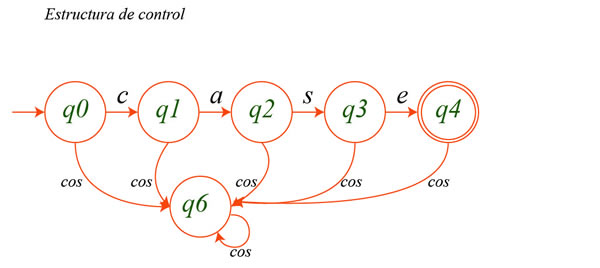 Estructura de control
c a s e
q0 q1 q2 q3 q4
cos cos cos cos cos
q6
cos